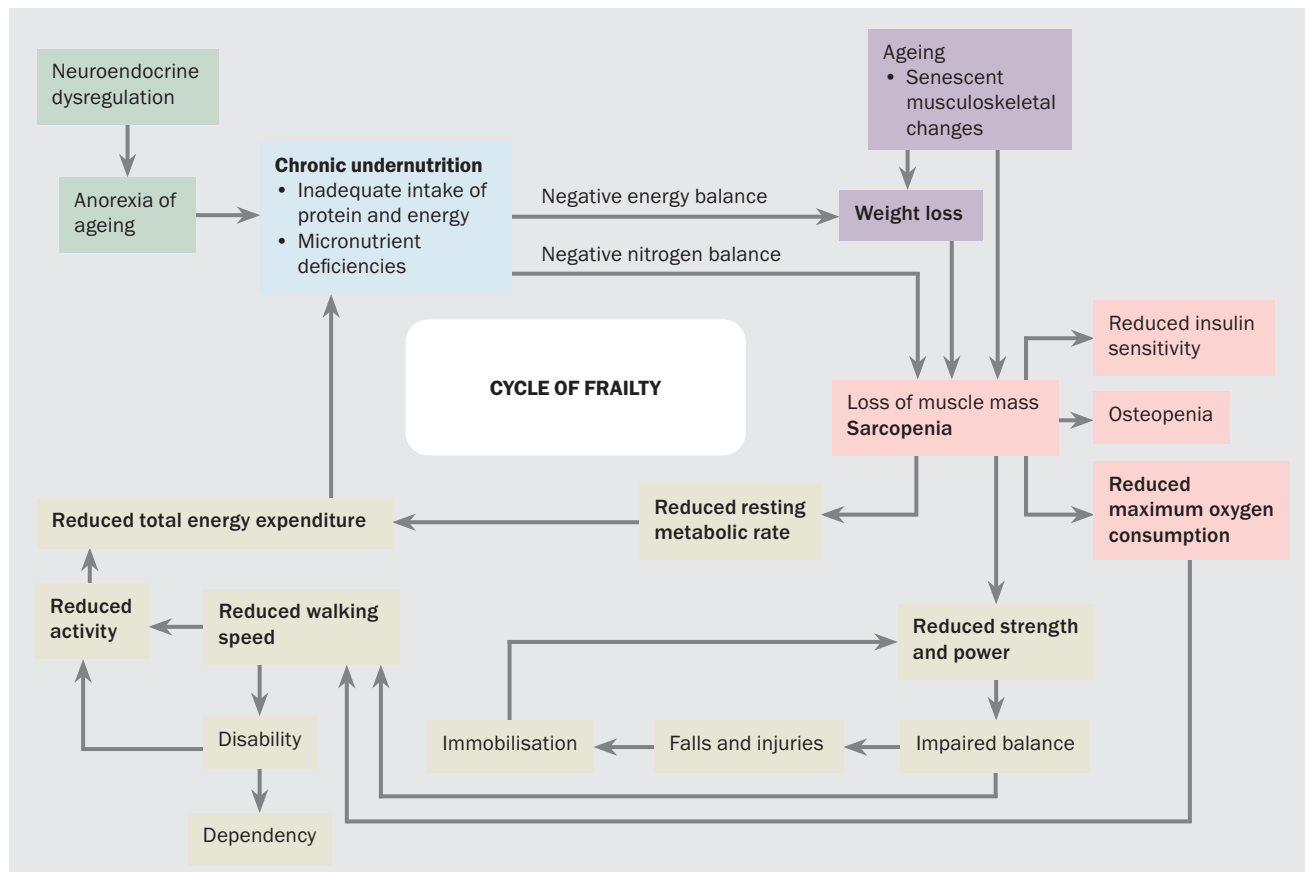 Neuroendocrine
dysregulation
Anorexia of
ageing
Chronic undernutrition
• Inadequate intake of
protein and energy
• Micronutrient
deficiencies
Negative energy balance
Negative nitrogen balance
Ageing
• Senescent
musculoskeletal
changes
Weight loss
CYCLE OF FRAILTY
Loss of muscle mass
Sarcopenia
Reduced insulin
sensitivity
Osteopenia
Reduced
maximum oxygen
consumption
Reduced total energy expenditure
Reduced resting
metabolic rate
Reduced
activity
Reduced walking
speed
Reduced strength
and power
Disability
Immobilisation
Falls and injuries
Impaired balance
Dependency